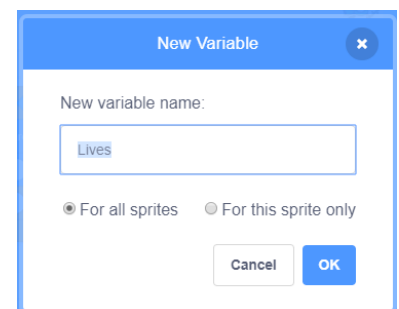 New Variable
New variable name:
Lives
For all sprites For this sprite only
Cancel OK